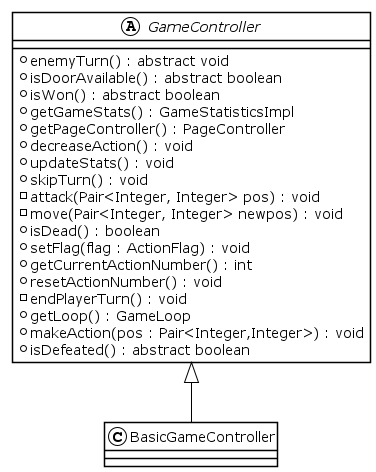 A GameController
enemyTurn() : abstract void
isDoorAvailable() : abstract boolean
isWon() : abstract boolean
getGameStats() : GameStatisticsImpl
getPageController() : PageController
decreaseAction() : void
updateStats() : void
skipTurn() : void
attack(Pair<Integer, Integer> pos) : void
move(Pair<Integer, Integer> newpos) : void
isDead() : boolean
setFlag(flag : ActionFlag) : void
getCurrentActionNumber() : int
resetActionNumber() : void
endPlayerTurn() : void
getLoop() : GameLoop
makeAction(pos : Pair<Integer,Integer>) : void
isDefeated() : abstract boolean
C BasicGameController